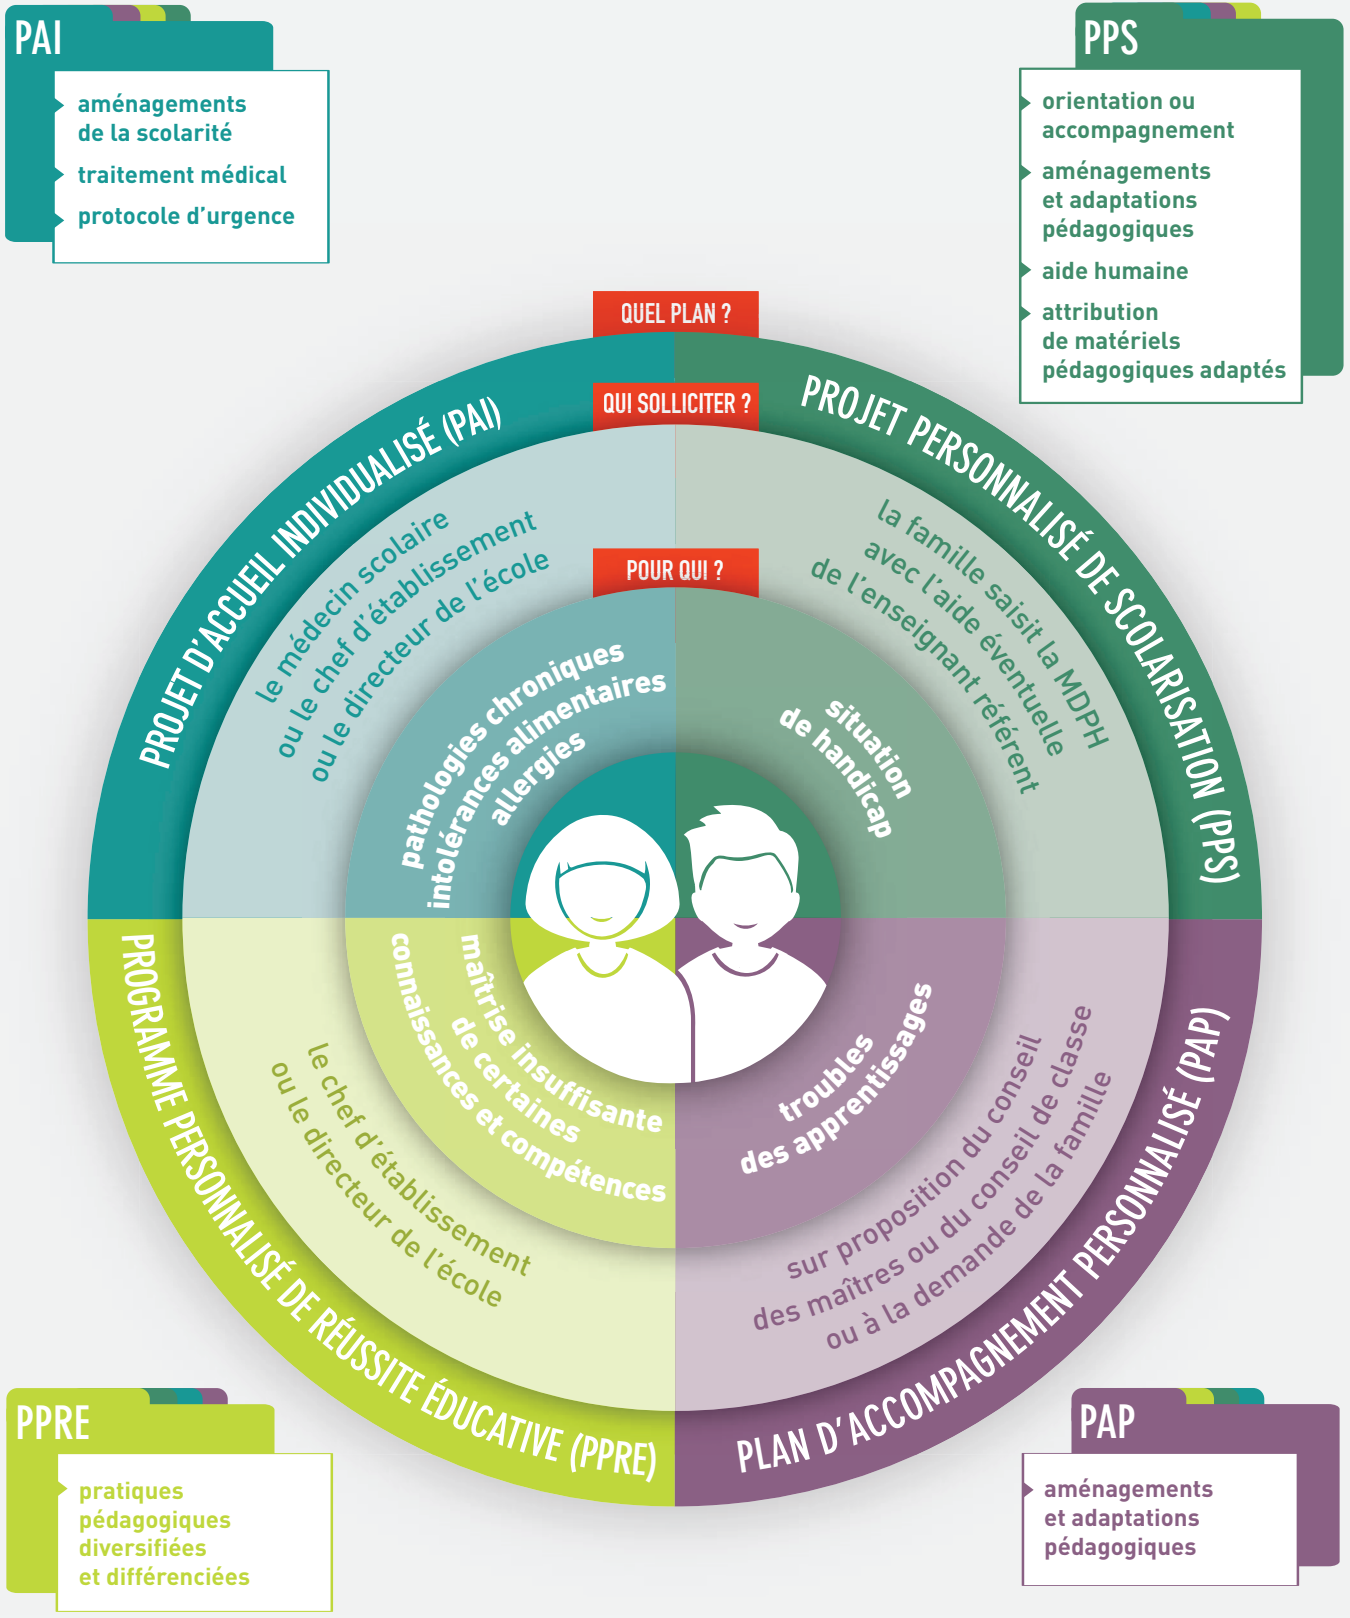 PAI
aménagements
de la scolarité
traitement médical
protocole d’urgence
PPS
orientation ou
accompagnement
aménagements
et adaptations
pédagogiques
aide humaine
attribution
de matériels
pédagogiques adaptés
QUEL PLAN ?
QUI SOLLICITER ?
POUR QUI ?
PROJET D’ACCUEIL INDIVIDUALISÉ (PAI)
le médecin scolaire
ou le chef d’établissement
ou le directeur de l’école
pathologies chroniques
intolérances alimentaires
allergies
PROJET PERSONNALISÉ DE SCOLARISATION (PPS)
la famille saisit la MDPH
avec l’aide éventuelle
de l’enseignant référent
situation
de handicap
PROGRAMME PERSONNALISÉ DE RÉUSSITE ÉDUCATIVE (PPRE)
le chef d’établissement
ou le directeur de l’école
maîtrise insuffisante
de certaines
connaissances et compétences
PLAN D’ACCOMPAGNEMENT PERSONNALISÉ (PAP)
sur proposition du conseil
des maîtres ou du conseil de classe
ou à la demande de la famille
troubles
des apprentissages
PPRE
pratiques
pédagogiques
diversifiées
et différenciées
PAP
aménagements
et adaptations
pédagogiques